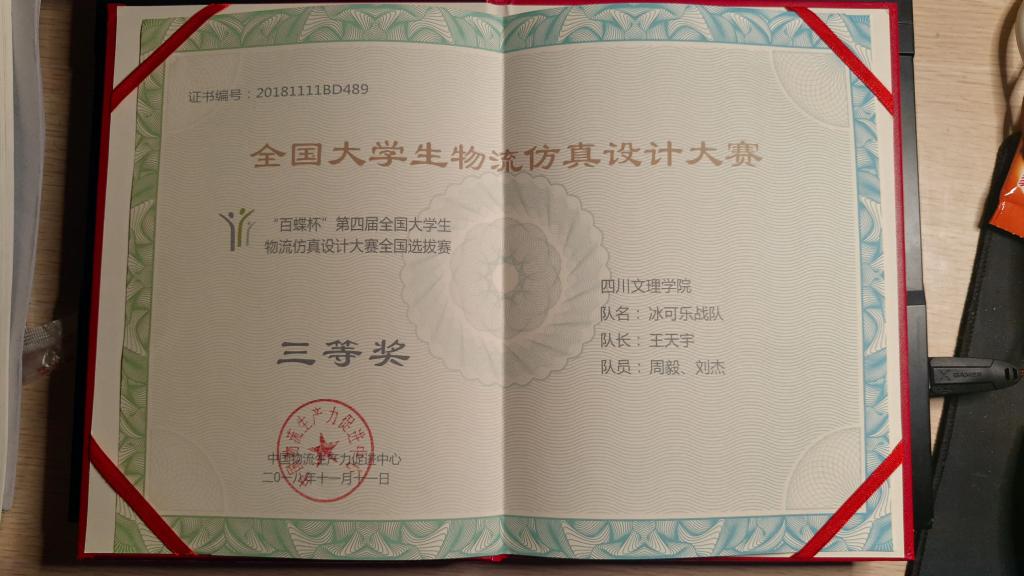 证书编号：20181111BD489
全国大学生物流仿真设计大赛
“百蝶杯”第四届全国大学生
物流仿真设计大赛全国选拔赛
三等奖
中国物流生产力促进中心
二0一八年十一月十一日
四川文理学院
队名：冰可乐战队
队长：王天宇
队员：周毅、刘杰